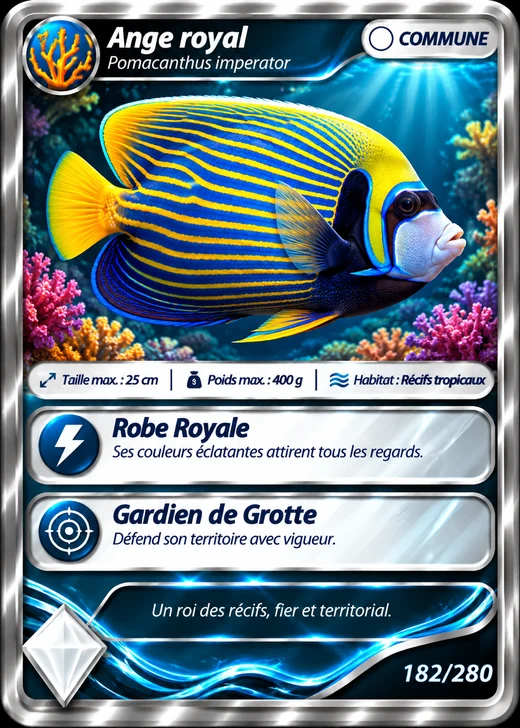 Ange royal
COMMUNE
Pomacanthus imperator
Taille max. : 25 cm
$
Poids max. : 400 g
Habitat : Récifs tropicaux
Robe Royale
Ses couleurs éclatantes attirent tous les regards.
Gardien de Grotte
Défend son territoire avec vigueur.
Un roi des récifs, fier et territorial.
182/280